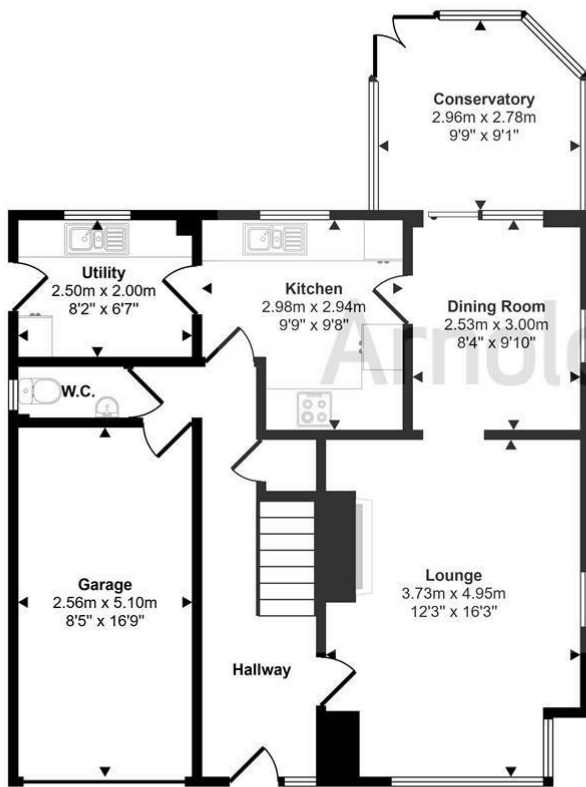 Conservatory
2.96m x 2.78m
9'9" x 9'1"
Utility
2.50m x 2.00m
8'2" x 6'7"
Kitchen
2.98m x 2.94m
9'9" x 9'8"
Dining Room
2.53m x 3.00m
8'4" x 9'10"
W.C.
Garage
2.56m x 5.10m
8'5" x 16'9"
Lounge
3.73m x 4.95m
12'3" x 16'3"
Hallway